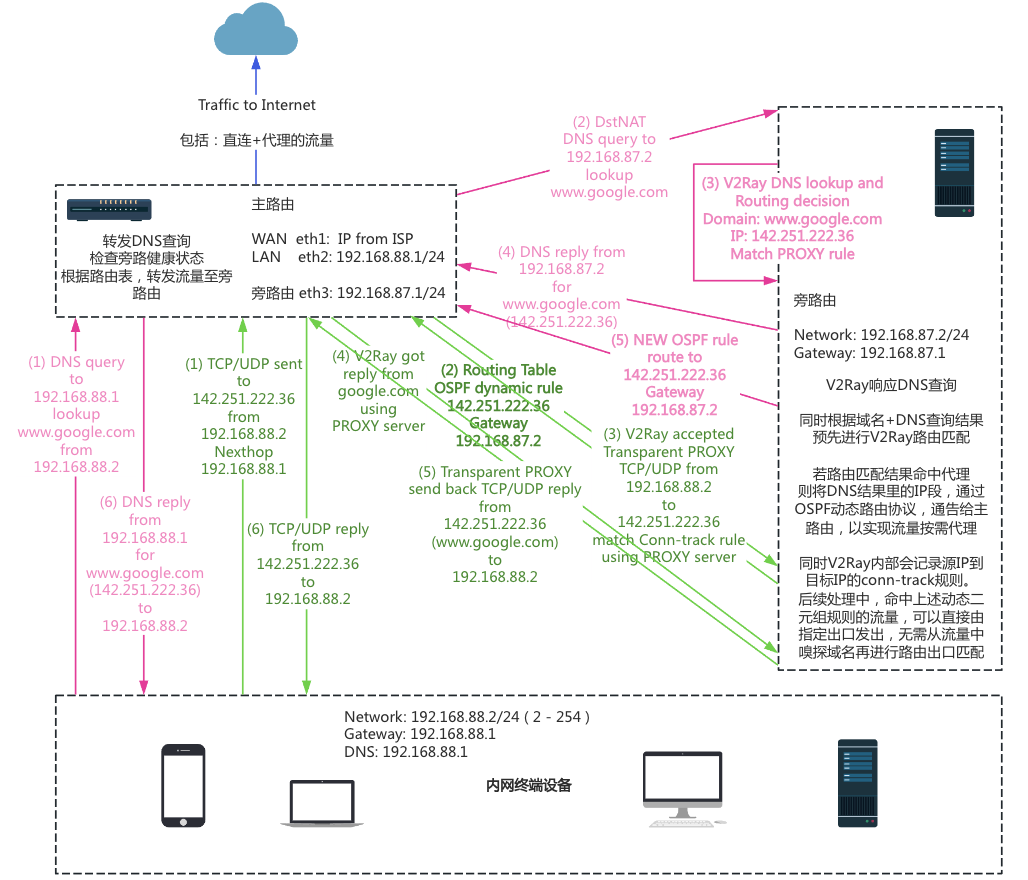 Traffic to Internet
包括：直连+代理的流量
主路由
转发DNS查询
检查旁路健康状态
根据路由表，转发流量至旁
路由
WAN eth1: IP from ISP
LAN eth2: 192.168.88.1/24
旁路由 eth3: 192.168.87.1/24
(2) DstNAT
DNS query to
192.168.87.2
lookup
www.google.com
(3) V2Ray DNS lookup and
Routing decision
Domain: www.google.com
IP: 142.251.222.36
Match PROXY rule
(4) DNS reply from
192.168.87.2
for
www.google.com
(142.251.222.36)
(5) NEW OSPF rule
route to
142.251.222.36
Gateway
192.168.87.2
旁路由
Network: 192.168.87.2/24
Gateway: 192.168.87.1
V2Ray响应DNS查询
同时根据域名+DNS查询结果
预先进行V2Ray路由匹配
若路由匹配结果命中代理
则将DNS结果里的IP段，通过
OSPF动态路由协议，通告给主
路由，以实现流量按需代理
同时V2Ray内部会记录源IP到
目标IP的conn-track规则。
后续处理中，命中上述动态二
元组规则的流量，可以直接由
指定出口发出，无需从流量中
嗅探域名再进行路由出口匹配
(1) DNS query
to
192.168.88.1
lookup
www.google.com
from
192.168.88.2
(6) DNS reply
from
192.168.88.1
for
www.google.com
(142.251.222.36)
to
192.168.88.2
(1) TCP/UDP sent
to
142.251.222.36
from
192.168.88.2
Nexthop
192.168.88.1
(6) TCP/UDP reply
from
142.251.222.36
to
192.168.88.2
(4) V2Ray got
reply from
google.com
using
PROXY server
(2) Routing Table
OSPF dynamic rule
142.251.222.36
Gateway
192.168.87.2
(5) Transparent PROXY
send back TCP/UDP reply
from
142.251.222.36
(www.google.com)
to
192.168.88.2
(3) V2Ray accepted
Transparent PROXY
TCP/UDP from
192.168.88.2
to
142.251.222.36
match Conn-track rule
using PROXY server
Network: 192.168.88.2/24 ( 2 - 254 )
Gateway: 192.168.88.1
DNS: 192.168.88.1
内网终端设备